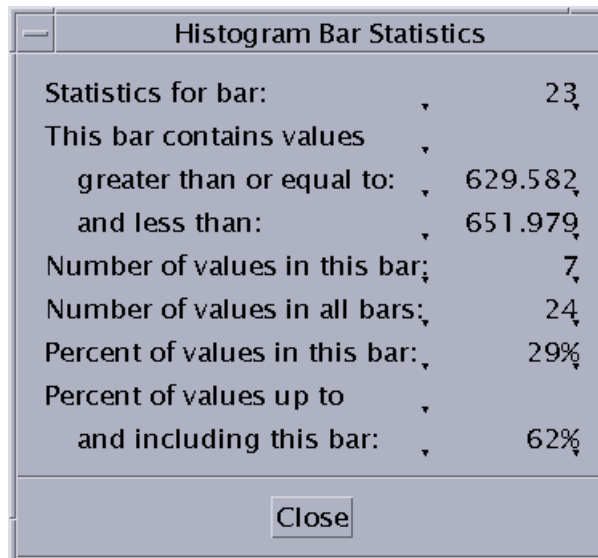 Histogram Bar Statistics
Statistics for bar: 23
This bar contains values
greater than or equal to: 629.582
and less than: 651.979
Number of values in this bar: 7
Number of values in all bars: 24
Percent of values in this bar: 29%
Percent of values up to
and including this bar: 62%
Close